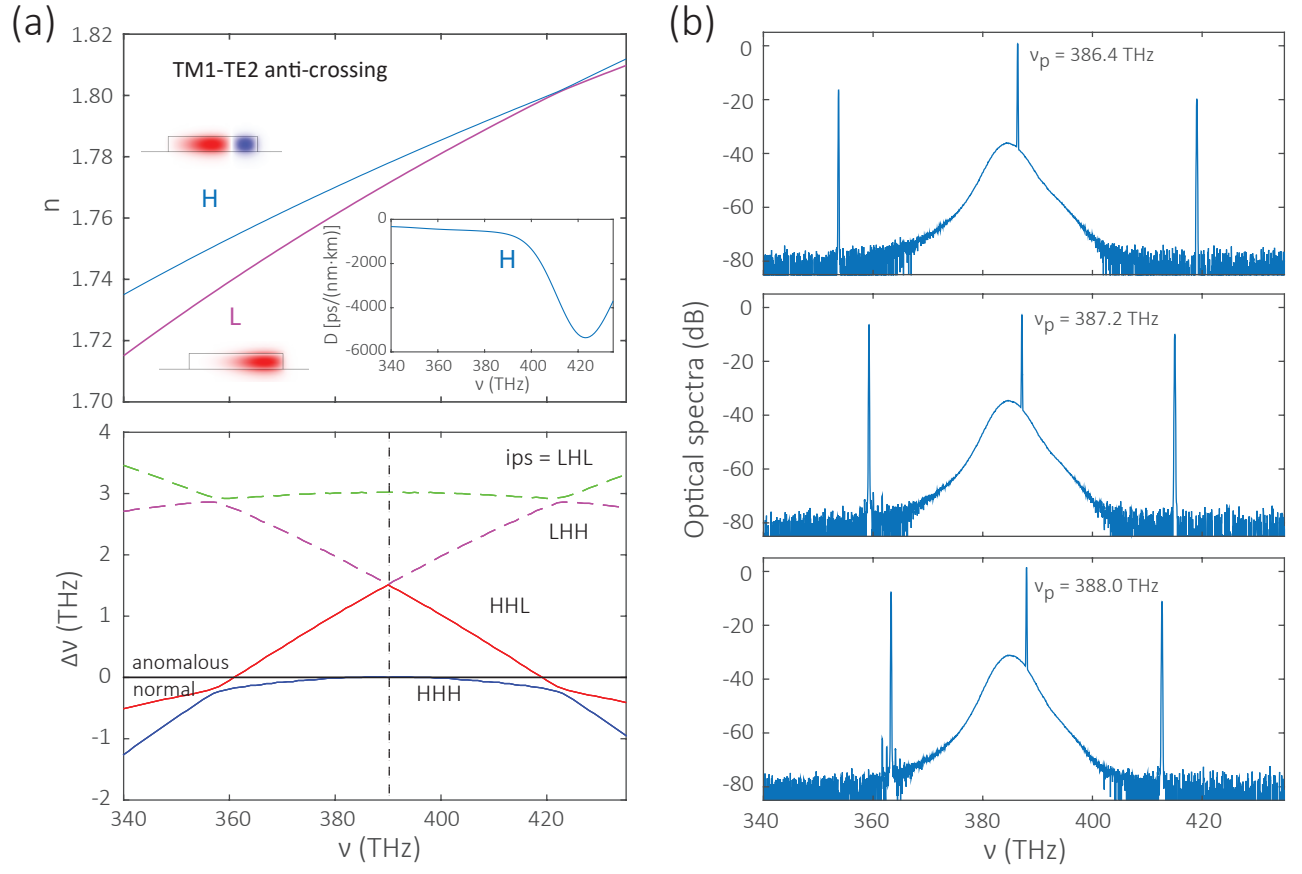 (a)
1.82
1.80
1.78
1.76
1.74
1.72
1.70
n
TM1-TE2 anti-crossing
H
L
0
-2000
-4000
-6000
D [ps/(nm·km)]
H
340
360
380
400
420
ν (THz)
4
3
2
1
0
-1
-2
Δν (THz)
ips = LHL
LHH
HHL
anomalous
normal
HHH
340
360
380
400
420
ν (THz)
(b)
Optical spectra (dB)
0
-20
-40
-60
-80
νp = 386.4 THz
0
-20
-40
-60
-80
νp = 387.2 THz
0
-20
-40
-60
-80
νp = 388.0 THz
340
360
380
400
420
ν (THz)